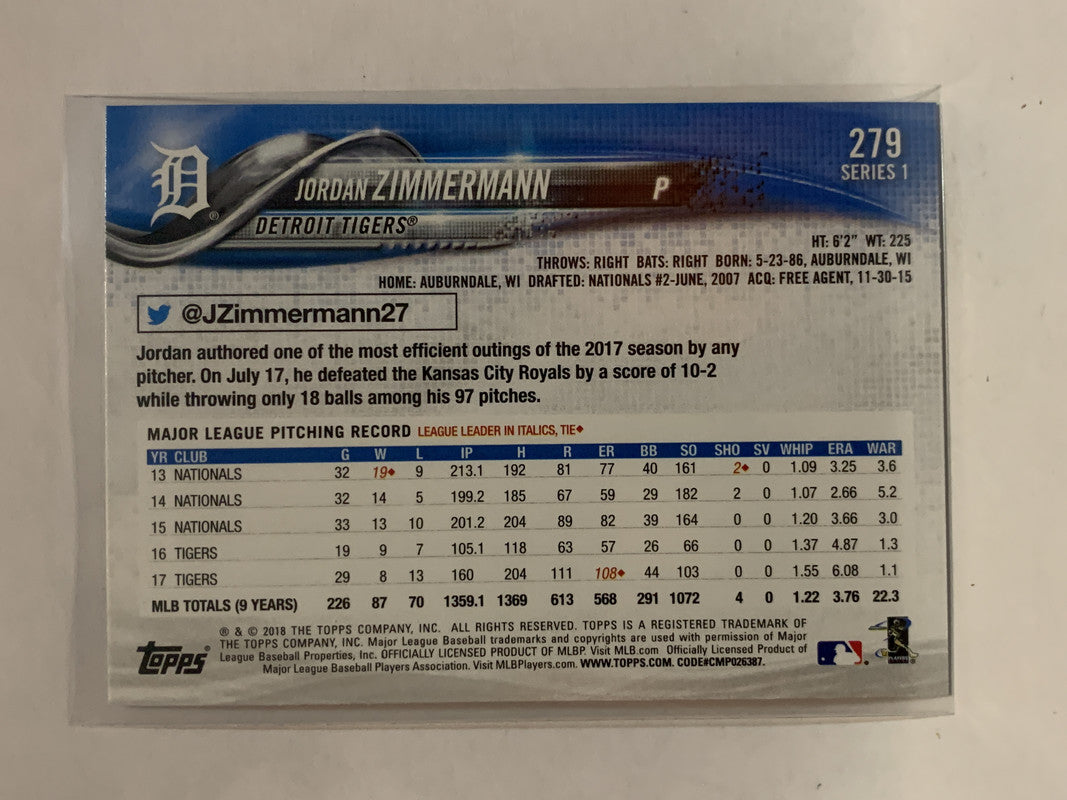 279
SERIES 1
D®
JORDAN ZIMMERMANN P
DETROIT TIGERS®
HT: 6'2" WT: 225
THROWS: RIGHT BATS: RIGHT BORN: 5-23-86, AUBURNDALE, WI
HOME: AUBURNDALE, WI DRAFTED: NATIONALS #2-JUNE, 2007 ACQ: FREE AGENT, 11-30-15
@JZimmermann27
Jordan authored one of the most efficient outings of the 2017 season by any
pitcher. On July 17, he defeated the Kansas City Royals by a score of 10-2
while throwing only 18 balls among his 97 pitches.
MAJOR LEAGUE PITCHING RECORD LEAGUE LEADER IN ITALICS, TIE♦
YR CLUB G W L IP H R ER BB SO SHO SV WHIP ERA WAR
13 NATIONALS 32 19♦ 9 213.1 192 81 77 40 161 2♦ 0 1.09 3.25 3.6
14 NATIONALS 32 14 5 199.2 185 67 59 29 182 2 0 1.07 2.66 5.2
15 NATIONALS 33 13 10 201.2 204 89 82 39 164 0 0 1.20 3.66 3.0
16 TIGERS 19 9 7 105.1 118 63 57 26 66 0 0 1.37 4.87 1.3
17 TIGERS 29 8 13 160 204 111 108♦ 44 103 0 0 1.55 6.08 1.1
MLB TOTALS (9 YEARS) 226 87 70 1359.1 1369 613 568 291 1072 4 0 1.22 3.76 22.3
® & © 2018 THE TOPPS COMPANY, INC. ALL RIGHTS RESERVED. TOPPS IS A REGISTERED TRADEMARK OF
THE TOPPS COMPANY, INC. Major League Baseball trademarks and copyrights are used with permission of Major
League Baseball Properties, Inc. OFFICIALLY LICENSED PRODUCT OF MLBP. Visit MLB.com Officially Licensed Product of
Major League Baseball Players Association. Visit MLBPlayers.com. WWW.TOPPS.COM. CODE#CMP026387.
Topps®
PLAYERS